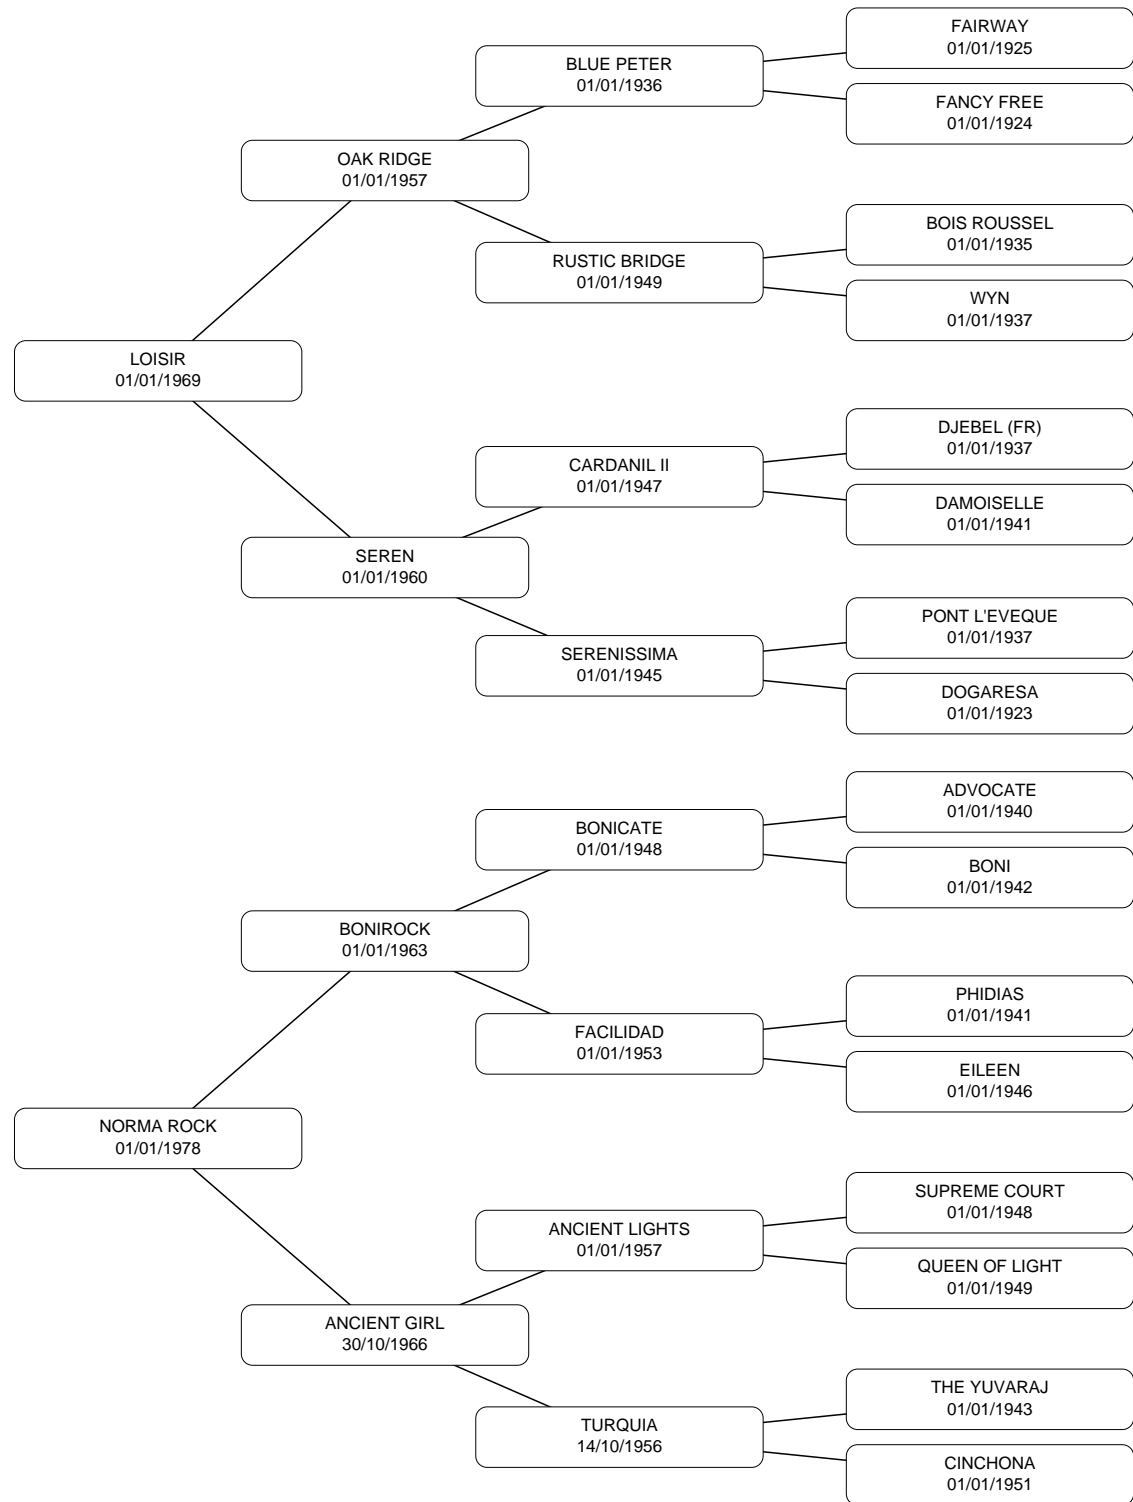 FAIRWAY
01/01/1925
BLUE PETER
01/01/1936
FANCY FREE
01/01/1924
OAK RIDGE
01/01/1957
BOIS ROUSSEL
01/01/1935
RUSTIC BRIDGE
01/01/1949
WYN
01/01/1937
LOISIR
01/01/1969
DJEBEL (FR)
01/01/1937
CARDANIL II
01/01/1947
DAMOISELLE
01/01/1941
SEREN
01/01/1960
PONT L'EVEQUE
01/01/1937
SERENISSIMA
01/01/1945
DOGARESA
01/01/1923
ADVOCATE
01/01/1940
BONICATE
01/01/1948
BONI
01/01/1942
BONIROCK
01/01/1963
PHIDIAS
01/01/1941
FACILIDAD
01/01/1953
EILEEN
01/01/1946
NORMA ROCK
01/01/1978
SUPREME COURT
01/01/1948
ANCIENT LIGHTS
01/01/1957
QUEEN OF LIGHT
01/01/1949
ANCIENT GIRL
30/10/1966
THE YUVARAJ
01/01/1943
TURQUIA
14/10/1956
CINCHONA
01/01/1951